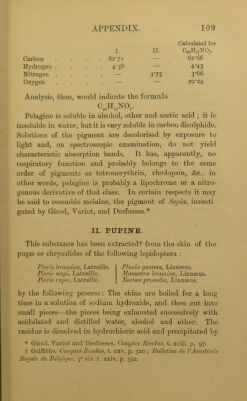 APPENDIX. 109
Calculated for
I. II. C20H17NO7.
Carbon . . . . 62·71 — 62·66
Hydrogen . . . . 4·38 — 4·43
Nitrogen . . . . — 3·75 3·66
Oxygen . . . . — — 29·24
Analysis, then, would indicate the formula
C20H17NO7.
Pelagine is soluble in alcohol, ether and acetic acid ; it is
insoluble in water, but it is very soluble in carbon disulphide.
Solutions of the pigment are decolorised by exposure to
light and, on spectroscopic examination, do not yield
characteristic absorption bands. It has, apparently, no
respiratory function and probably belongs to the same
order of pigments as tetronerythrin, rhodopsin, &c., in
other words, pelagine is probably a lipochrome or a nitro-
genous derivative of that class. In certain respects it may
be said to resemble melaïne, the pigment of Sepia, investi
gated by Girod, Variot, and Desfosses.*
II. PUPINE.
This substance has been extracted† from the skin of the
pupæ or chrysalides of the following lepidoptera :
Pieris brassicæ, Latreille. Plusia gamma, Linnæus.
Pieris napi, Latreille. Mamestra brassicæ, Linnæus.
Pieris rapæ, Latreille. Noctua pronuba, Linnæus.
by the following process : The skins are boiled for a long
time in a solution of sodium hydroxide, and then cut into
small pieces—the pieces being exhausted successively with
acidulated and distilled water, alcohol and ether. The
residue is dissolved in hydrochloric acid and precipitated by
* Girod, Variot and Desfosses, Comptes Rendus, t. xciii. p. 97.
† Griffiths, Comptes Rendus, t. cxv. p. 320 ; Bulletins de l'Académie
Royale de Belgique, 3e sér. t. xxiv. p. 592.